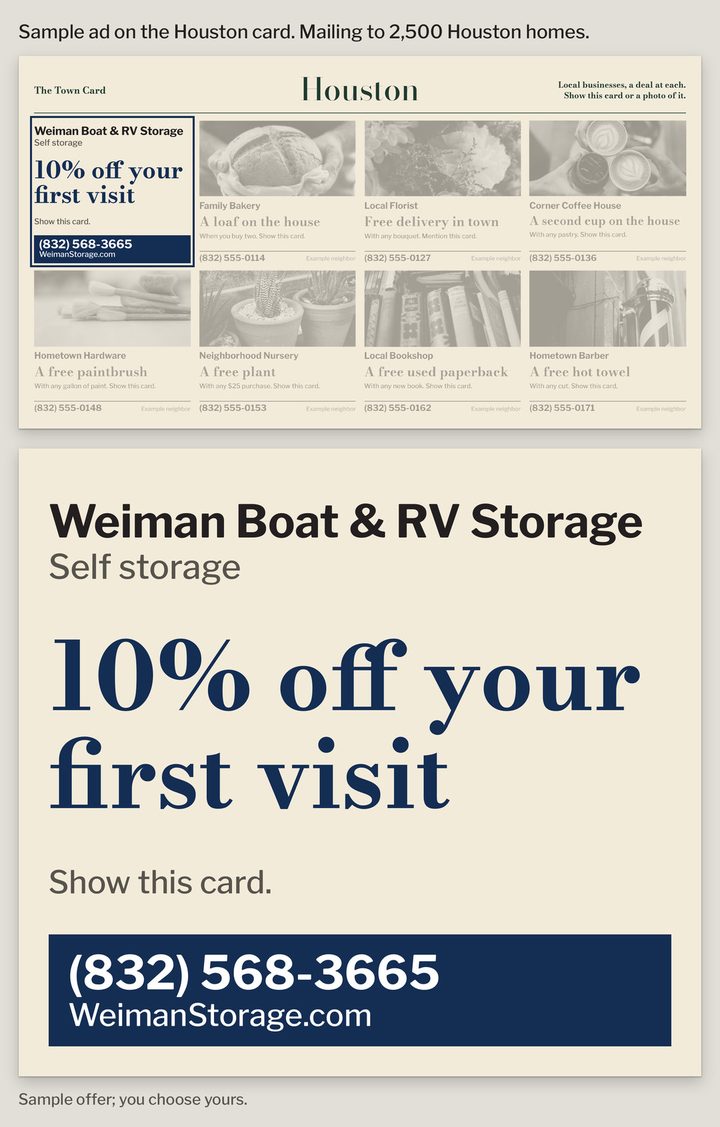 Sample ad on the Houston card. Mailing to 2,500 Houston homes.
The Town Card
Houston
Local businesses, a deal at each.
Show this card or a photo of it.
Weiman Boat & RV Storage
Self storage
10% off your
first visit
Show this card.
(832) 568-3665
WeimanStorage.com
Family Bakery
A loaf on the house
When you buy two. Show this card.
(832) 555-0114
Example neighbor
Local Florist
Free delivery in town
With any bouquet. Mention this card.
(832) 555-0127
Example neighbor
Corner Coffee House
A second cup on the house
With any pastry. Show this card.
(832) 555-0136
Example neighbor
Hometown Hardware
A free paintbrush
With any gallon of paint. Show this card.
(832) 555-0148
Example neighbor
Neighborhood Nursery
A free plant
With any $25 purchase. Show this card.
(832) 555-0153
Example neighbor
Local Bookshop
A free used paperback
With any new book. Show this card.
(832) 555-0162
Example neighbor
Hometown Barber
A free hot towel
With any cut. Show this card.
(832) 555-0171
Example neighbor
Weiman Boat & RV Storage
Self storage
10% off your
first visit
Show this card.
(832) 568-3665
WeimanStorage.com
Sample offer; you choose yours.